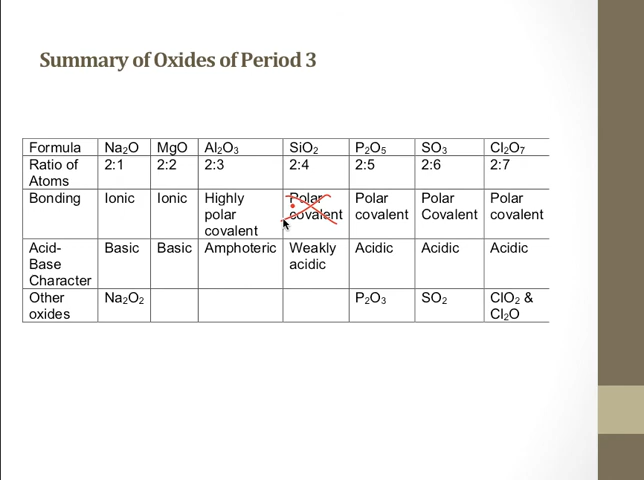 Summary of Oxides of Period 3
Formula Na₂O MgO Al₂O₃ SiO₂ P₂O₅ SO₃ Cl₂O₇
Ratio of 2:1 2:2 2:3 2:4 2:5 2:6 2:7
Atoms
Bonding Ionic Ionic Highly Polar Polar Polar Polar
polar covalent covalent Covalent covalent
covalent
Acid- Basic Basic Amphoteric Weakly Acidic Acidic Acidic
Base acidic
Character
Other Na₂O₂ P₂O₃ SO₂ ClO₂ &
oxides Cl₂O